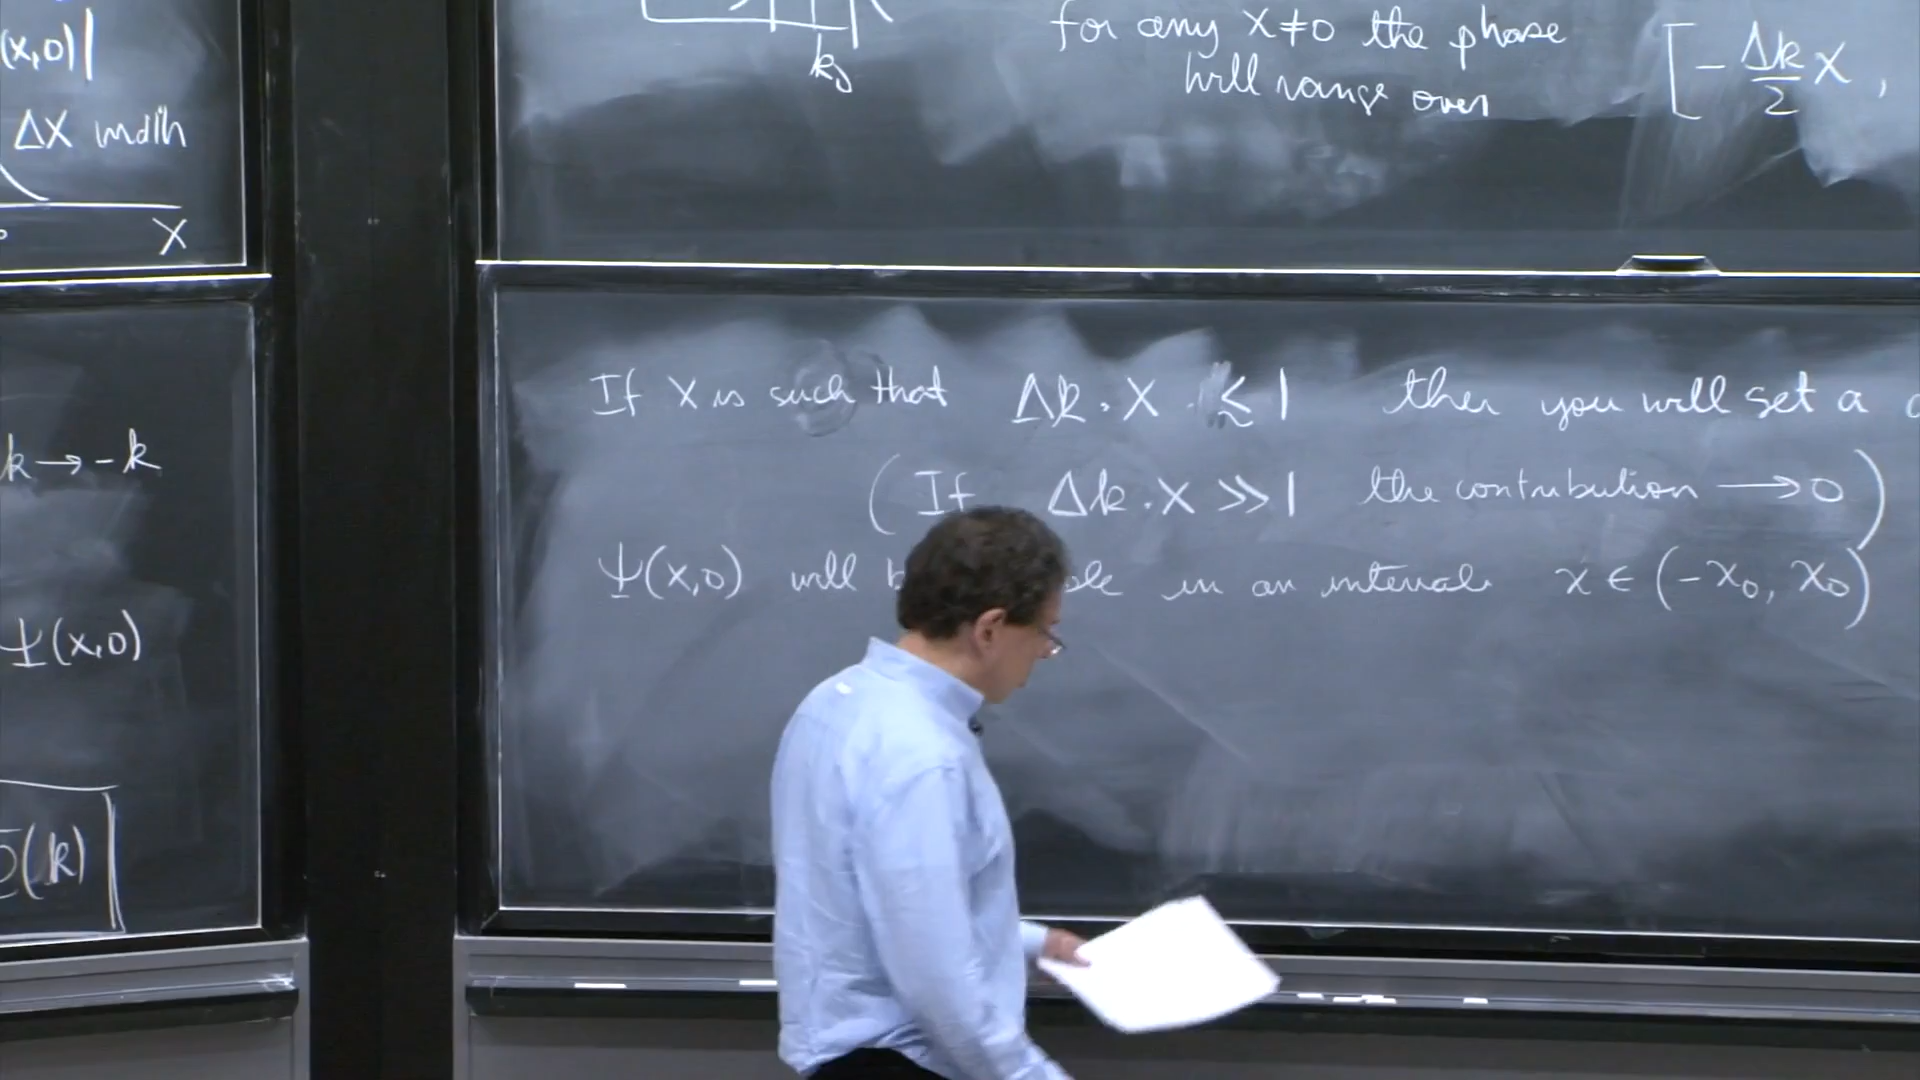 (x,0)|
ΔX width
X
k → -k
Ψ(x,0)
Φ(k)
k₀
for any x≠0 the phase
will range over
[ - Δk/2 x ,
If x is such that Δk · x ≲ 1 then you will get a
( If Δk · x ≫ 1 the contribution → 0 )
Ψ(x,0) will in an interval x ∈ (-x₀, x₀)